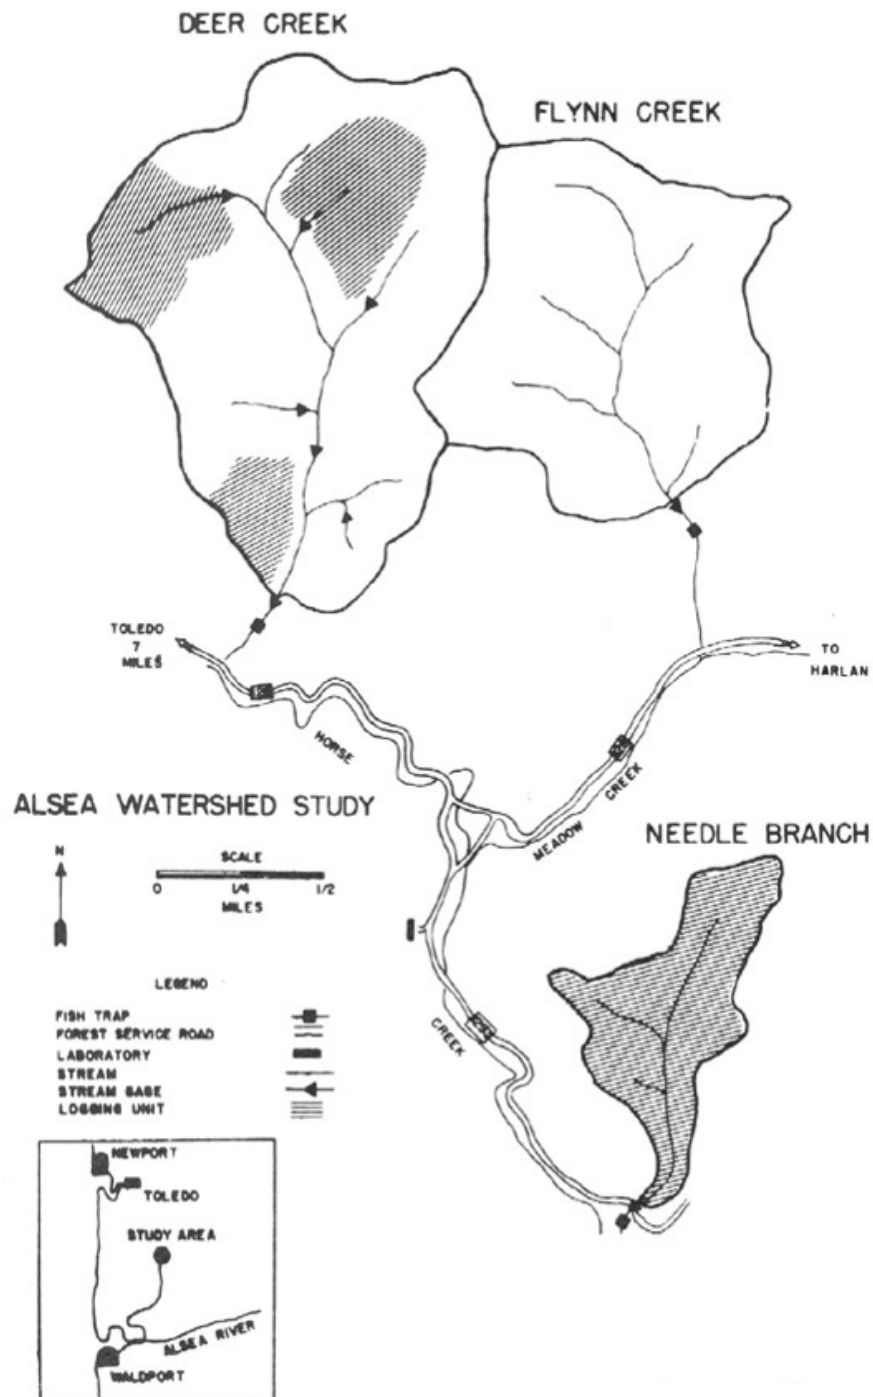 DEER CREEK
FLYNN CREEK
TOLEDO
7
MILES
TO
HARLAN
HORSE
CREEK
MEADOW
CREEK
ALSEA WATERSHED STUDY
NEEDLE BRANCH
N
SCALE
0 1/4 1/2
MILES
LEGEND
FISH TRAP
FOREST SERVICE ROAD
LABORATORY
STREAM
STREAM GAGE
LOGGING UNIT
NEWPORT
TOLEDO
STUDY AREA
ALSEA RIVER
WALDPORT